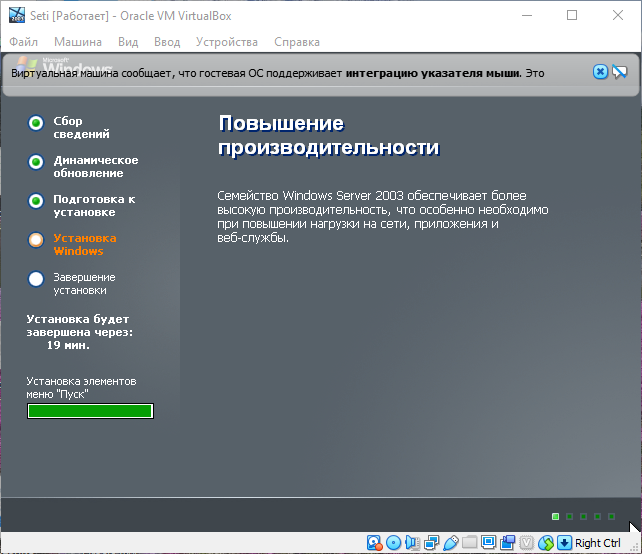 Seti [Работает] - Oracle VM VirtualBox
Файл Машина Вид Ввод Устройства Справка
Microsoft
Windows
Виртуальная машина сообщает, что гостевая ОС поддерживает интеграцию указателя мыши. Это
Сбор
сведений
Динамическое
обновление
Подготовка к
установке
Установка
Windows
Завершение
установки
Установка будет
завершена через:
19 мин.
Установка элементов
меню "Пуск"
Повышение
производительности
Семейство Windows Server 2003 обеспечивает более
высокую производительность, что особенно необходимо
при повышении нагрузки на сети, приложения и
веб-службы.
Right Ctrl